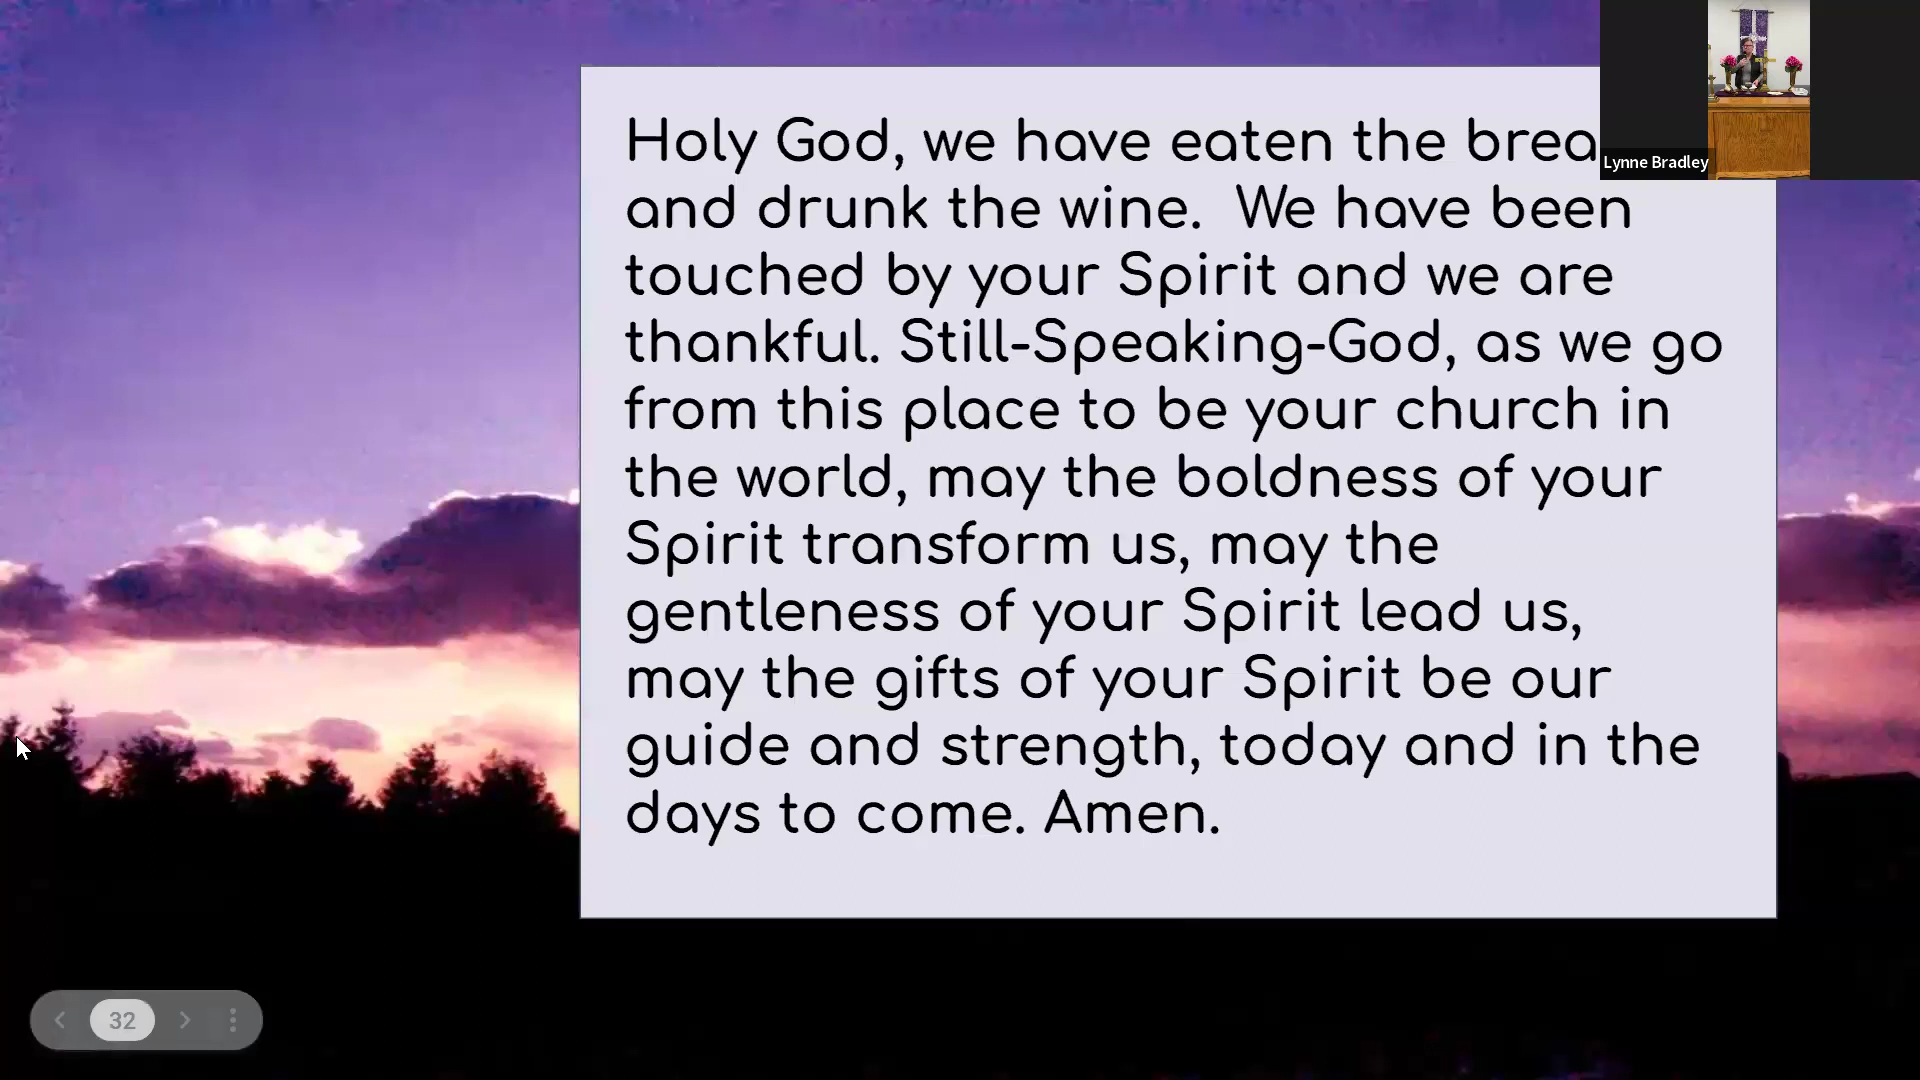 Holy God, we have eaten the brea
and drunk the wine.  We have been
touched by your Spirit and we are
thankful. Still-Speaking-God, as we go
from this place to be your church in
the world, may the boldness of your
Spirit transform us, may the
gentleness of your Spirit lead us,
may the gifts of your Spirit be our
guide and strength, today and in the
days to come. Amen.
Lynne Bradley
32